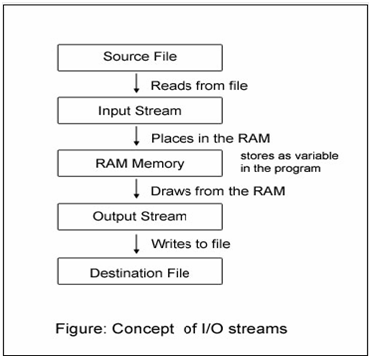 Source File
Reads from file
Input Stream
Places in the RAM
RAM Memory
stores as variable
in the program
Draws from the RAM
Output Stream
Writes to file
Destination File
Figure: Concept of I/O streams